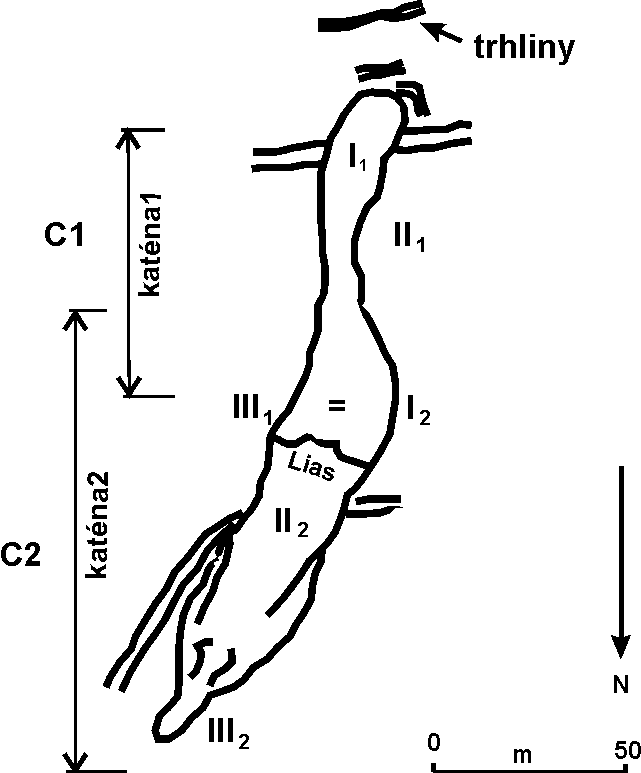 trhliny
I₁
C1
katéna1
II₁
III₁
=
I₂
Lias
II₂
C2
katéna2
III₂
N
0
m
50